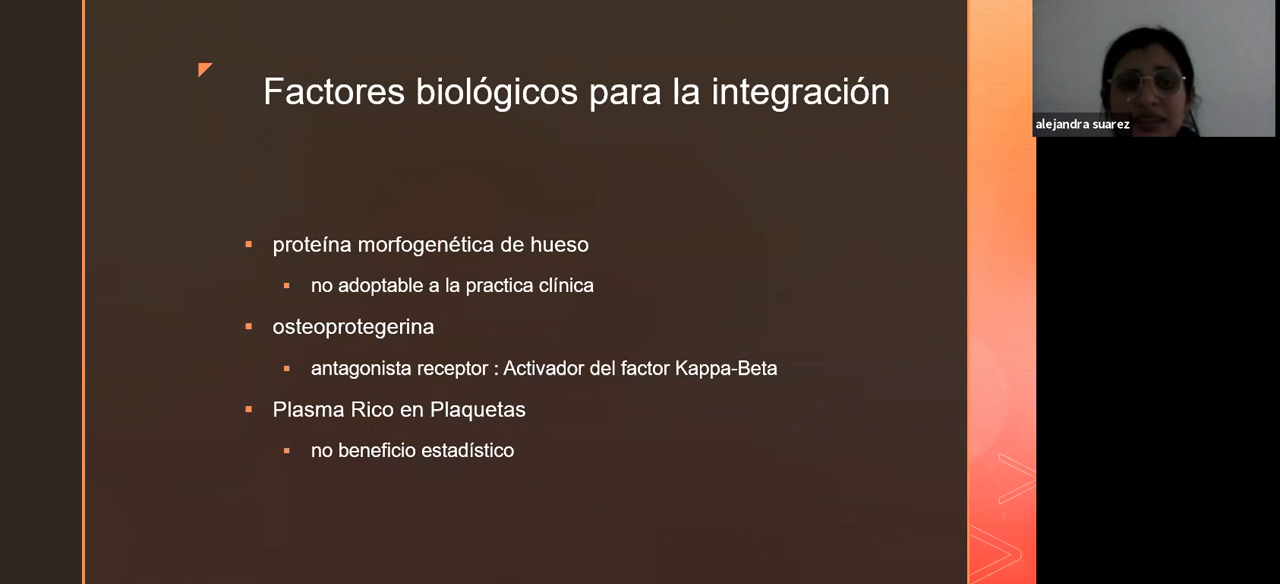 Factores biológicos para la integración
proteína morfogenética de hueso
no adoptable a la practica clínica
osteoprotegerina
antagonista receptor : Activador del factor Kappa-Beta
Plasma Rico en Plaquetas
no beneficio estadístico
alejandra suarez